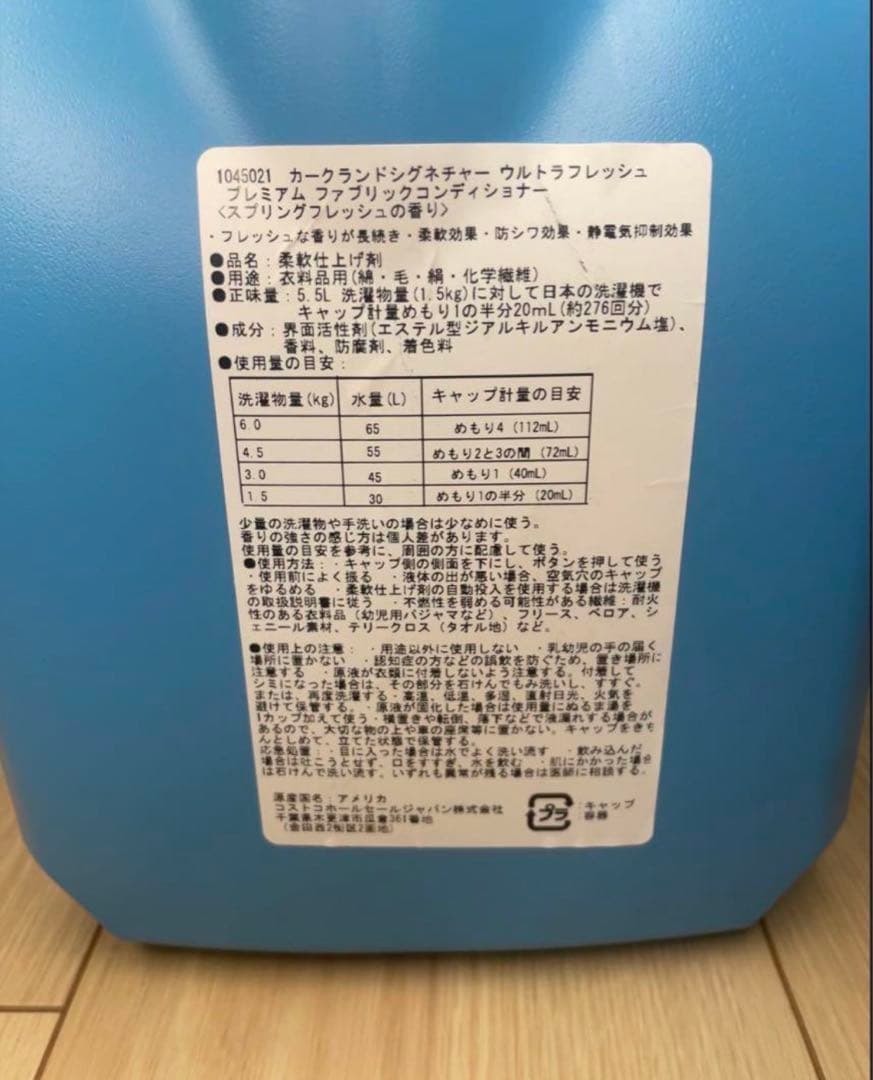 1045021 カークランドシグネチャー ウルトラフレッシュ
プレミアム ファブリックコンディショナー
<スプリングフレッシュの香り>
・フレッシュな香りが長続き・柔軟効果・防シワ効果・静電気抑制効果
●品名：柔軟仕上げ剤
●用途：衣料品用(綿・毛・絹・化学繊維)
●正味量：5.5L 洗濯物量(1.5kg)に対して日本の洗濯機で
キャップ計量めもり1の半分20mL(約276回分)
●成分：界面活性剤(エステル型ジアルキルアンモニウム塩)、
香料、防腐剤、着色料
●使用量の目安：
洗濯物量(kg) 水量(L) キャップ計量の目安
6.0 65 めもり4 (112mL)
4.5 55 めもり2と3の間 (72mL)
3.0 45 めもり1 (40mL)
1.5 30 めもり1の半分 (20mL)
少量の洗濯物や手洗いの場合は少なめに使う。
香りの強さの感じ方は個人差があります。
使用量の目安を参考に、周囲の方に配慮して使う。
●使用方法：・キャップ側の側面を下にし、ボタンを押して使う
・使用前によく振る ・液体の出が悪い場合、空気穴のキャップ
をゆるめる ・柔軟仕上げ剤の自動投入を使用する場合は洗濯機
の取扱説明書に従う ・不燃性を弱める可能性がある繊維：耐火
性のある衣料品（幼児用パジャマなど）、フリース、ベロア、シ
ェニール素材、テリークロス（タオル地）など。
●使用上の注意：・用途以外に使用しない ・乳幼児の手の届く
場所に置かない ・認知症の方などの誤飲を防ぐため、置き場所に
注意する ・原液が衣類に付着しないよう注意する。付着して
シミになった場合は、その部分を石けんでもみ洗いし、すすぐ。
または、再度洗濯する・高温、低温、多湿、直射日光、火気を
避けて保管する。・原液が固化した場合は使用量にぬるま湯を
1カップ加えて使う・横置きや転倒、落下などで液漏れする場合が
あるので、大切な物の上や車の座席等に置かない。キャップをきち
んとしめて、立てた状態で保管する。
応急処置：・目に入った場合は水でよく洗い流す ・飲み込んだ
場合は吐こうとせず、口をすすぎ、水を飲む ・肌にかかった場合
は石けんで洗い流す。いずれも異常が残る場合は医師に相談する。
原産国名：アメリカ
コストコホールセールジャパン株式会社
千葉県木更津市瓜倉361番地
（金田西2街区2画地）
プラ
：キャップ
容器